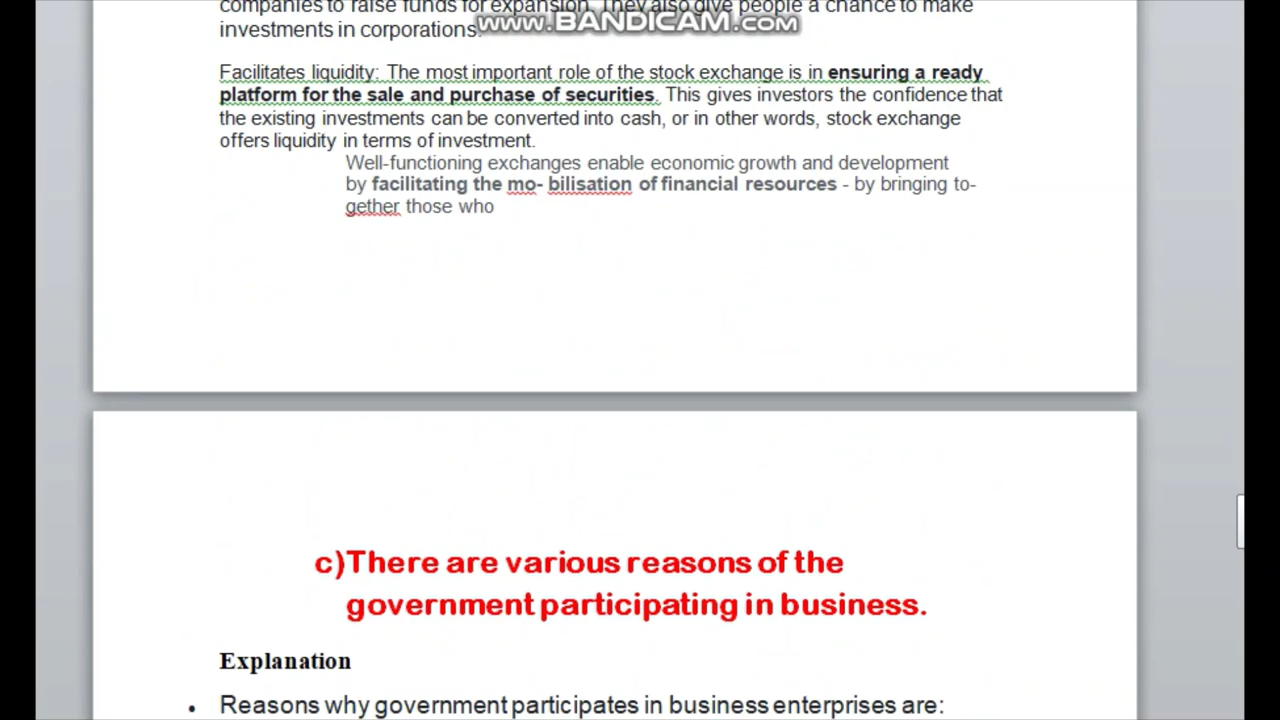 companies to raise funds for expansion. They also give people a chance to make
www.BANDICAM.com
investments in corporations.
Facilitates liquidity: The most important role of the stock exchange is in ensuring a ready
platform for the sale and purchase of securities. This gives investors the confidence that
the existing investments can be converted into cash, or in other words, stock exchange
offers liquidity in terms of investment.
Well-functioning exchanges enable economic growth and development
by facilitating the mo- bilisation of financial resources - by bringing to-
gether those who
c)There are various reasons of the
government participating in business.
Explanation
• Reasons why government participates in business enterprises are: